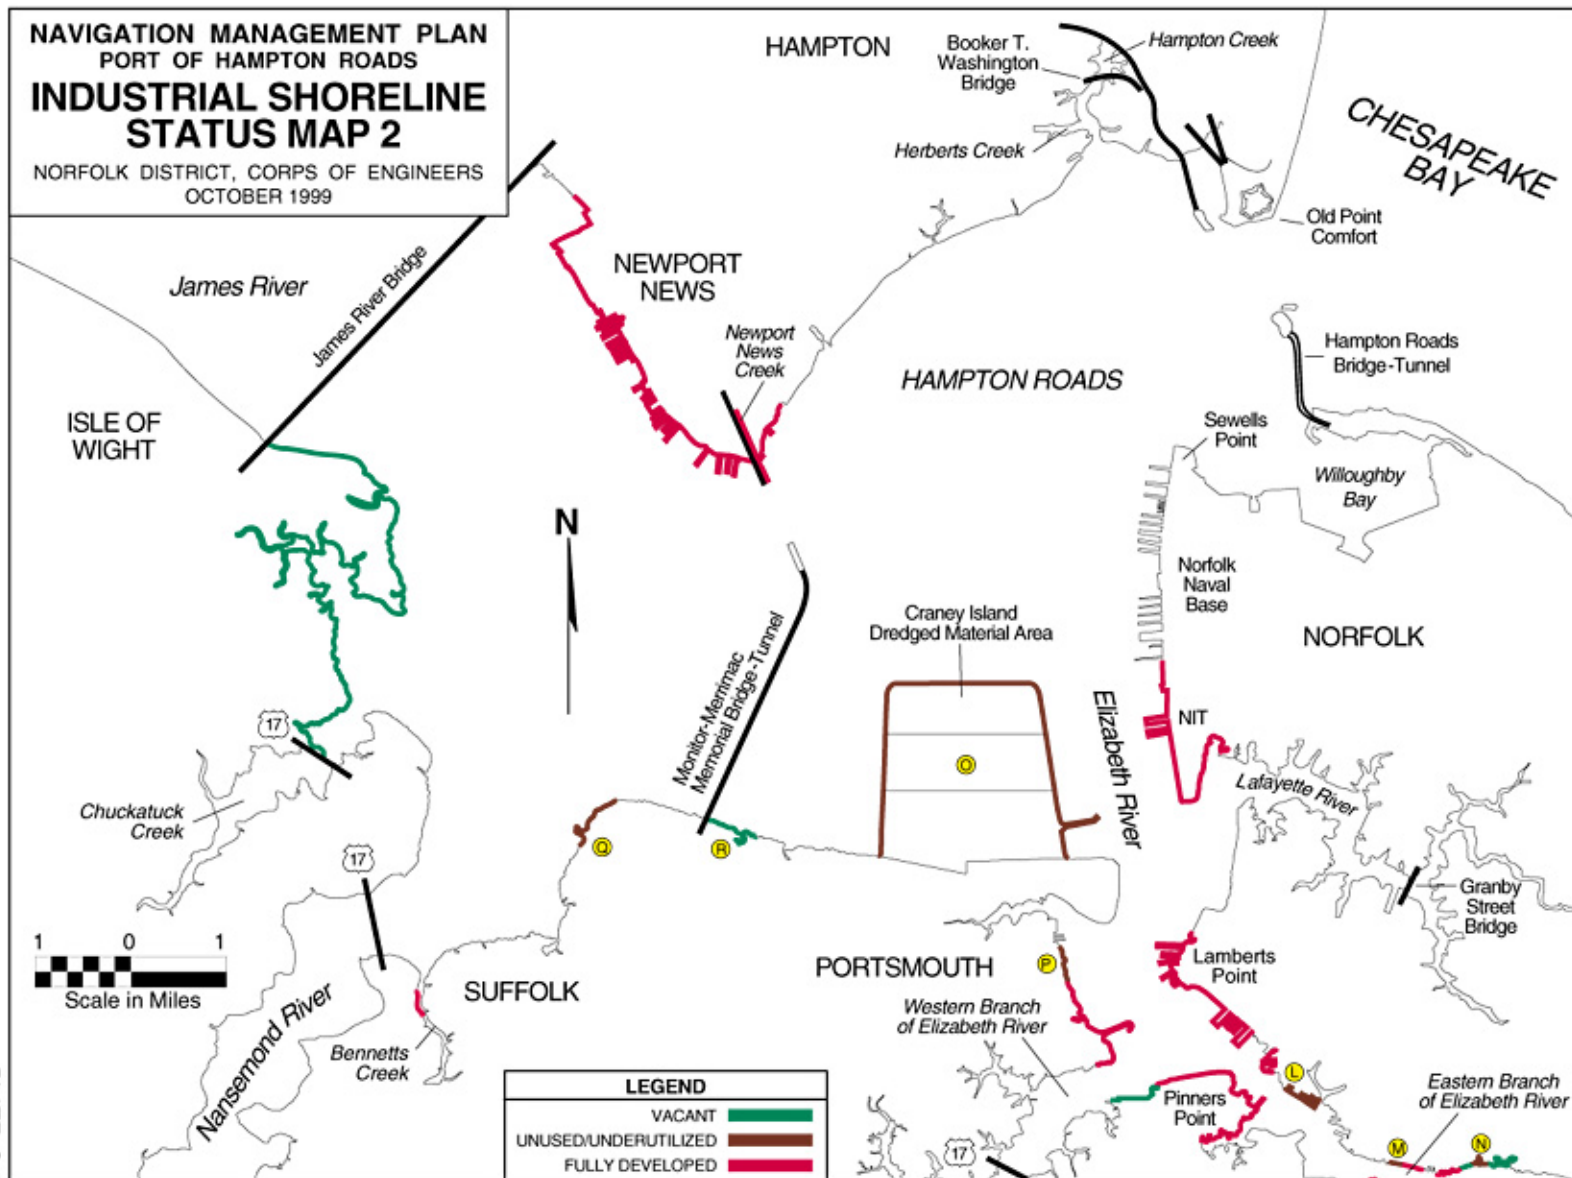 NAVIGATION MANAGEMENT PLAN
PORT OF HAMPTON ROADS
INDUSTRIAL SHORELINE
STATUS MAP 2
NORFOLK DISTRICT, CORPS OF ENGINEERS
OCTOBER 1999
HAMPTON
Booker T.
Washington
Bridge
Hampton Creek
Herberts Creek
CHESAPEAKE
BAY
Old Point
Comfort
James River
James River Bridge
NEWPORT
NEWS
Newport
News
Creek
HAMPTON ROADS
Hampton Roads
Bridge-Tunnel
ISLE OF
WIGHT
Sewells
Point
Willoughby
Bay
N
Norfolk
Naval
Base
Craney Island
Dredged Material Area
NORFOLK
Monitor-Merrimac
Memorial Bridge-Tunnel
Elizabeth River
NIT
17
O
Lafayette River
Chuckatuck
Creek
Q
R
17
Granby
Street
Bridge
1 0 1
Scale in Miles
PORTSMOUTH
P
Lamberts
Point
SUFFOLK
Western Branch
of Elizabeth River
Nansemond River
Bennetts
Creek
L
Pinners
Point
Eastern Branch
of Elizabeth River
17
M
N
LEGEND
VACANT
UNUSED/UNDERUTILIZED
FULLY DEVELOPED